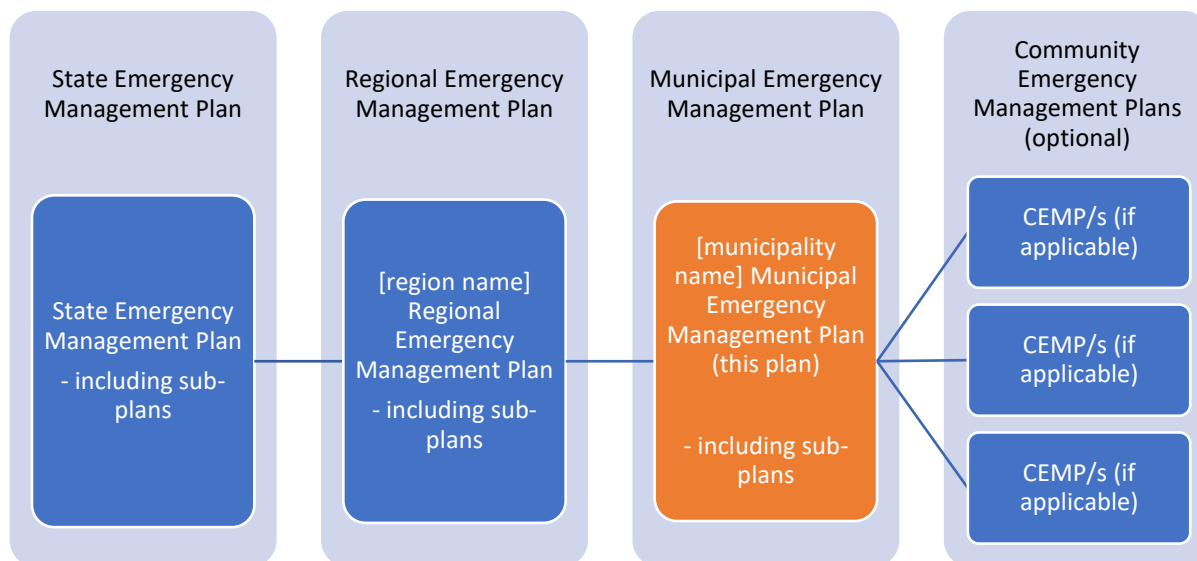 State Emergency
Management Plan
State Emergency
Management Plan
- including sub-
plans
Regional Emergency
Management Plan
[region name]
Regional
Emergency
Management Plan
- including sub-
plans
Municipal Emergency
Management Plan
[municipality
name] Municipal
Emergency
Management Plan
(this plan)
- including sub-
plans
Community
Emergency
Management Plans
(optional)
CEMP/s (if
applicable)
CEMP/s (if
applicable)
CEMP/s (if
applicable)